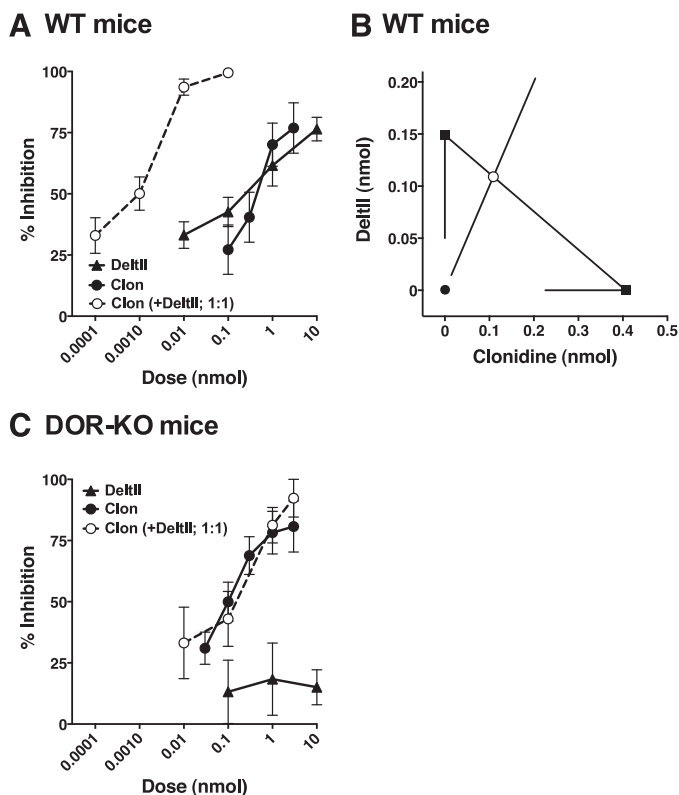 A WT mice
B WT mice
100
75
50
25
0
% Inhibition
DeltII
Clon
Clon (+DeltII; 1:1)
0.0001
0.0010
0.01
0.1
1
10
Dose (nmol)
0.20
0.15
0.10
0.05
0
DeltII (nmol)
0
0.1
0.2
0.3
0.4
0.5
Clonidine (nmol)
C DOR-KO mice
100
75
50
25
0
% Inhibition
DeltII
Clon
Clon (+DeltII; 1:1)
0.0001
0.0010
0.01
0.1
1
10
Dose (nmol)